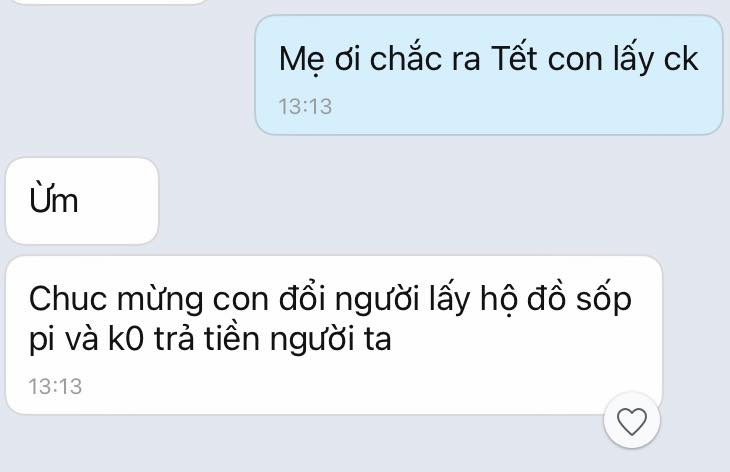 Mẹ ơi chắc ra Tết con lấy ck
13:13
Ừm
Chuc mừng con đổi người lấy hộ đồ sốp
pi và k0 trả tiền người ta
13:13